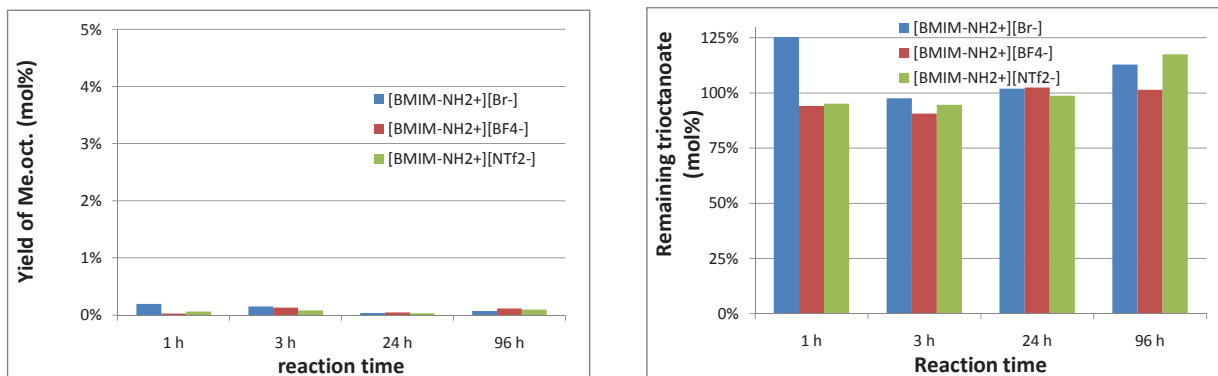 Yield of Me.oct. (mol%)
5%
4%
3%
2%
1%
0%
[BMIM-NH2+][Br-]
[BMIM-NH2+][BF4-]
[BMIM-NH2+][NTf2-]
1 h
3 h
24 h
96 h
reaction time
Remaining trioctanoate
(mol%)
125%
100%
75%
50%
25%
0%
[BMIM-NH2+][Br-]
[BMIM-NH2+][BF4-]
[BMIM-NH2+][NTf2-]
1 h
3 h
24 h
96 h
Reaction time